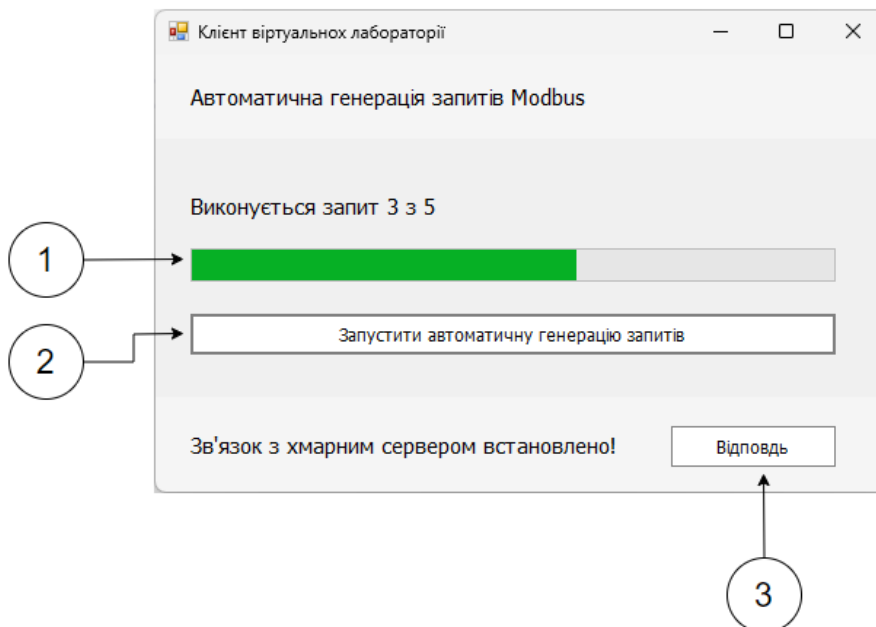 Клієнт віртуальнох лабораторії
Автоматична генерація запитів Modbus
Виконується запит 3 з 5
1
Запустити автоматичну генерацію запитів
2
Зв'язок з хмарним сервером встановлено!
Відповдь
3